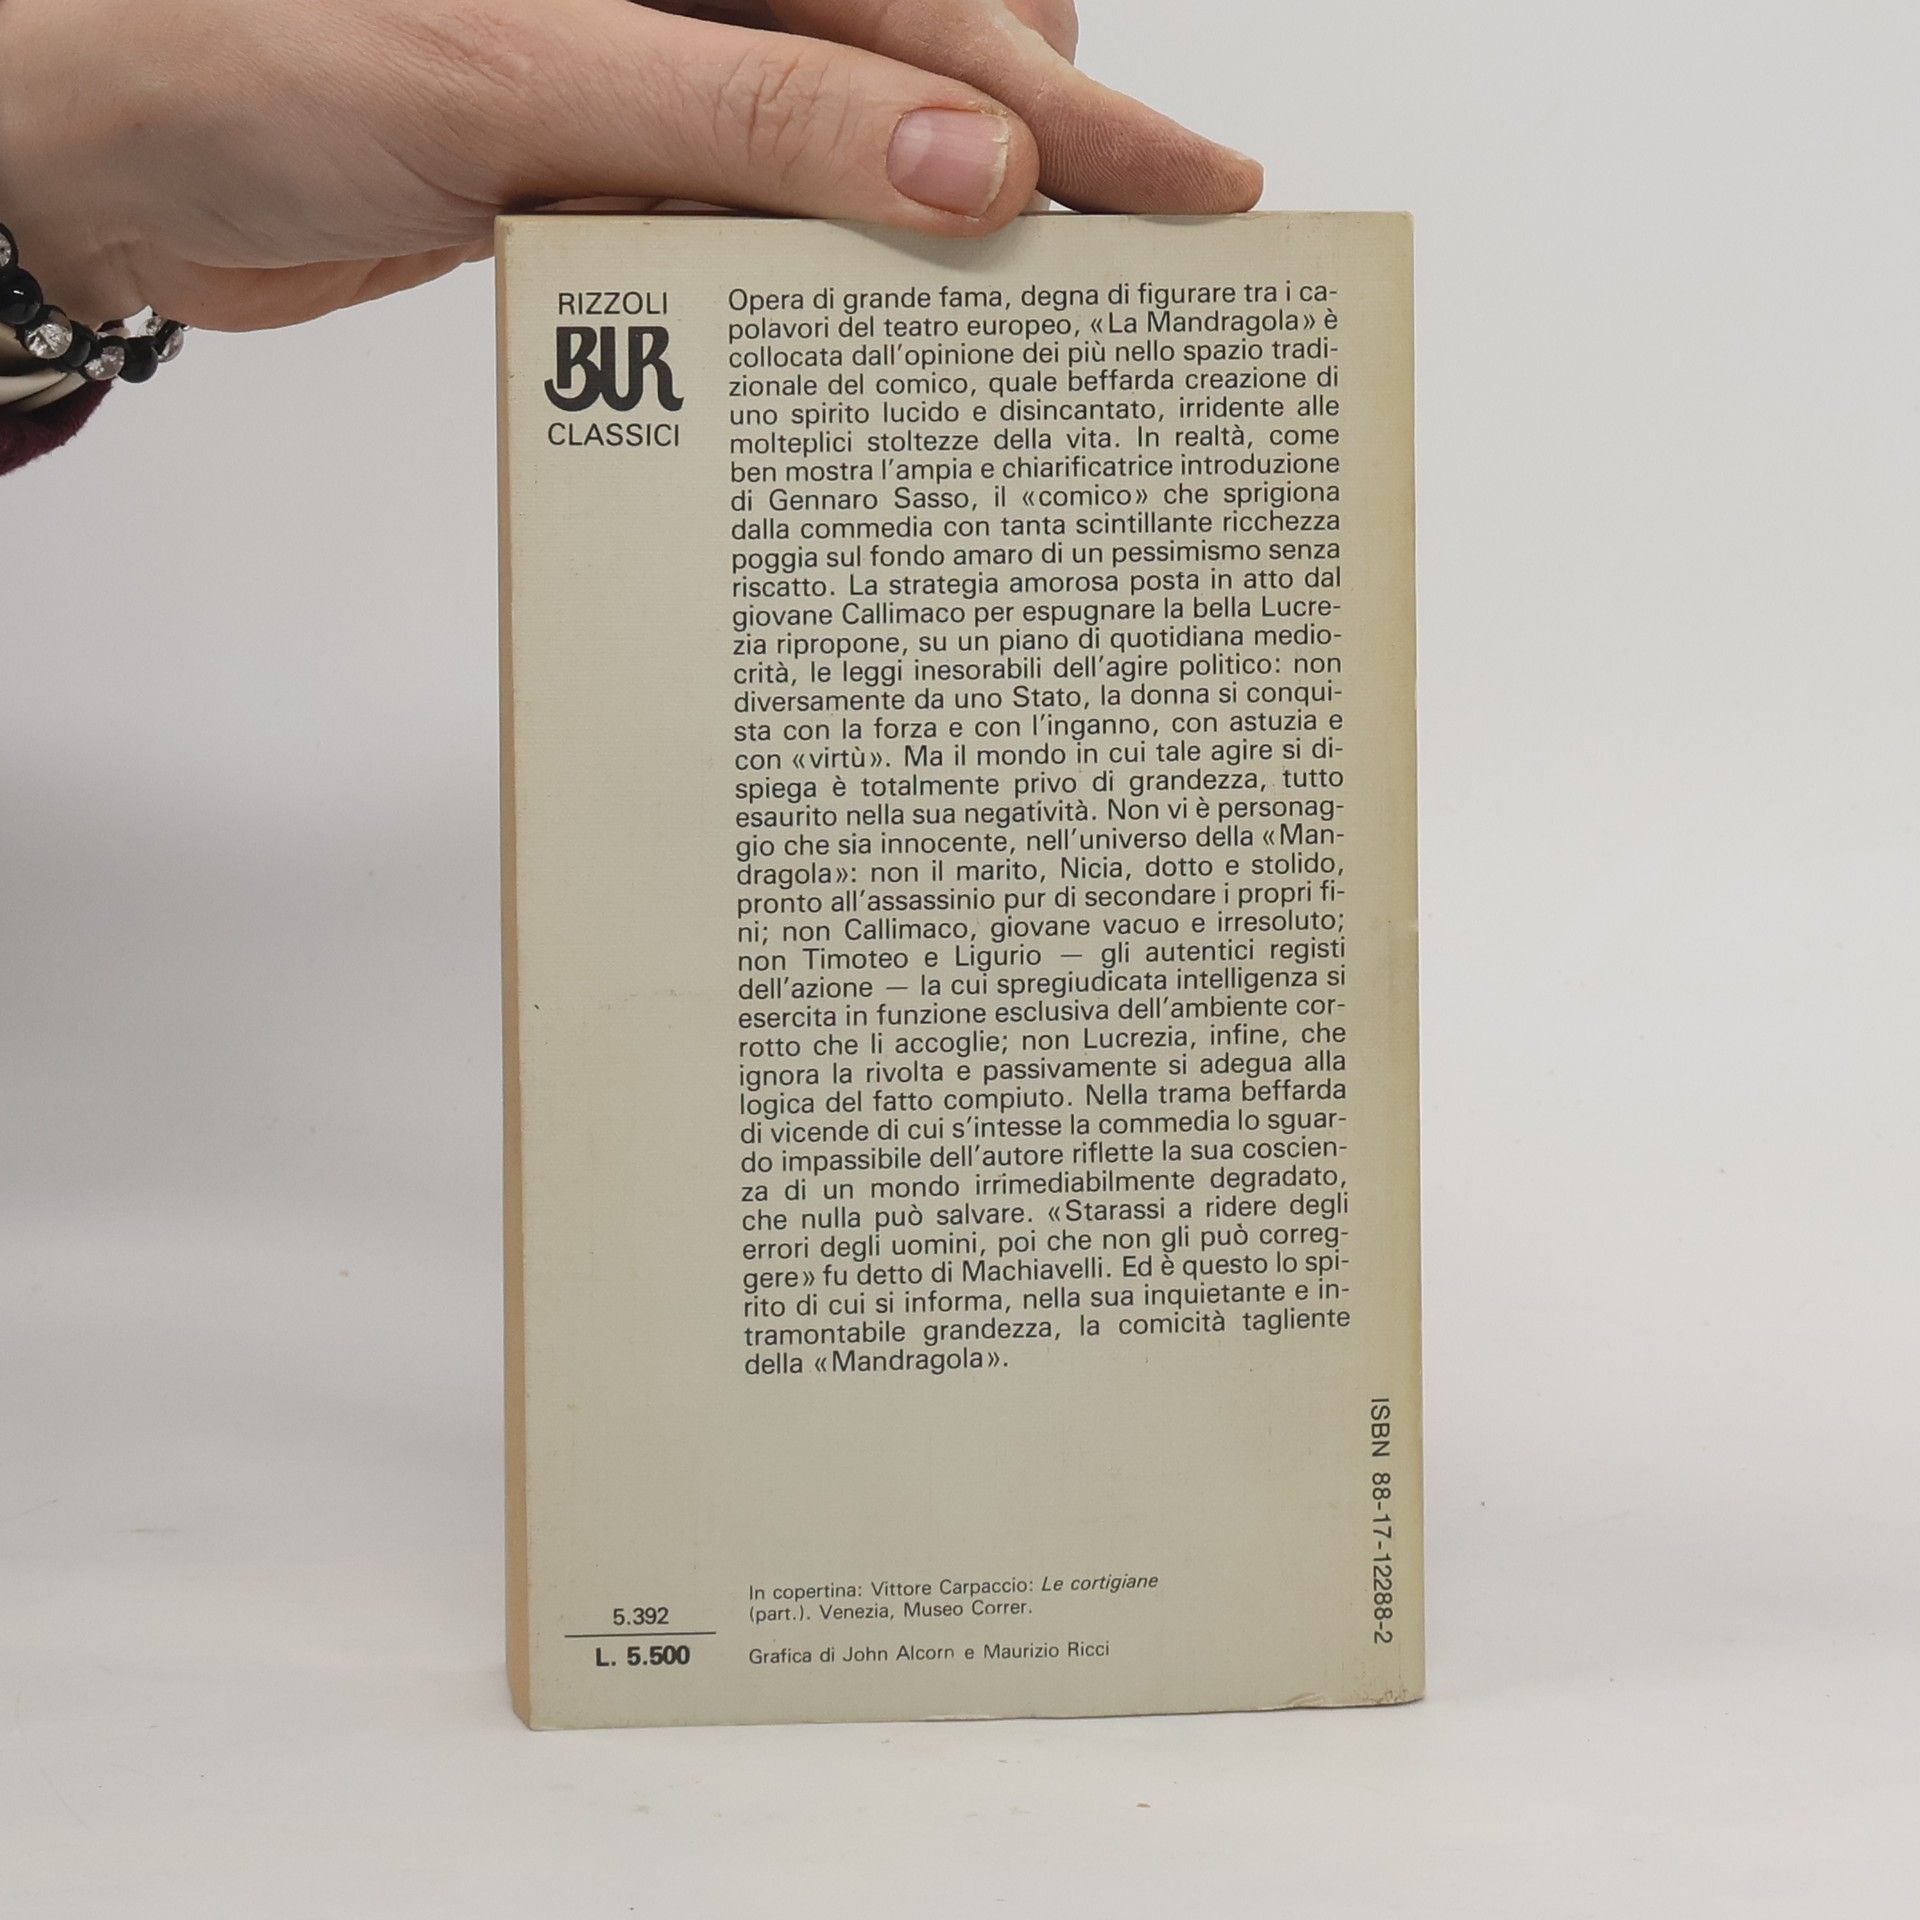 RIZZOLI
BUR
CLASSICI
Opera di grande fama, degna di figurare tra i ca-
polavori del teatro europeo, «La Mandragola» è
collocata dall'opinione dei più nello spazio tradi-
zionale del comico, quale beffarda creazione di
uno spirito lucido e disincantato, irridente alle
molteplici stoltezze della vita. In realtà, come
ben mostra l'ampia e chiarificatrice introduzione
di Gennaro Sasso, il «comico» che sprigiona
dalla commedia con tanta scintillante ricchezza
poggia sul fondo amaro di un pessimismo senza
riscatto. La strategia amorosa posta in atto dal
giovane Callimaco per espugnare la bella Lucre-
zia ripropone, su un piano di quotidiana medio-
crità, le leggi inesorabili dell'agire politico: non
diversamente da uno Stato, la donna si conqui-
sta con la forza e con l'inganno, con astuzia e
con «virtù». Ma il mondo in cui tale agire si di-
spiega è totalmente privo di grandezza, tutto
esaurito nella sua negatività. Non vi è personag-
gio che sia innocente, nell'universo della «Man-
dragola»: non il marito, Nicia, dotto e stolido,
pronto all'assassinio pur di secondare i propri fi-
ni; non Callimaco, giovane vacuo e irresoluto;
non Timoteo e Ligurio — gli autentici registi
dell'azione — la cui spregiudicata intelligenza si
esercita in funzione esclusiva dell'ambiente cor-
rotto che li accoglie; non Lucrezia, infine, che
ignora la rivolta e passivamente si adegua alla
logica del fatto compiuto. Nella trama beffarda
di vicende di cui s'intesse la commedia lo sguar-
do impassibile dell'autore riflette la sua coscien-
za di un mondo irrimediabilmente degradato,
che nulla può salvare. «Starassi a ridere degli
errori degli uomini, poi che non gli può correg-
gere» fu detto di Machiavelli. Ed è questo lo spi-
rito di cui si informa, nella sua inquietante e in-
tramontabile grandezza, la comicità tagliente
della «Mandragola».
ISBN 88-17-12288-2
In copertina: Vittore Carpaccio: Le cortigiane
(part.). Venezia, Museo Correr.
Grafica di John Alcorn e Maurizio Ricci
5.392
L. 5.500